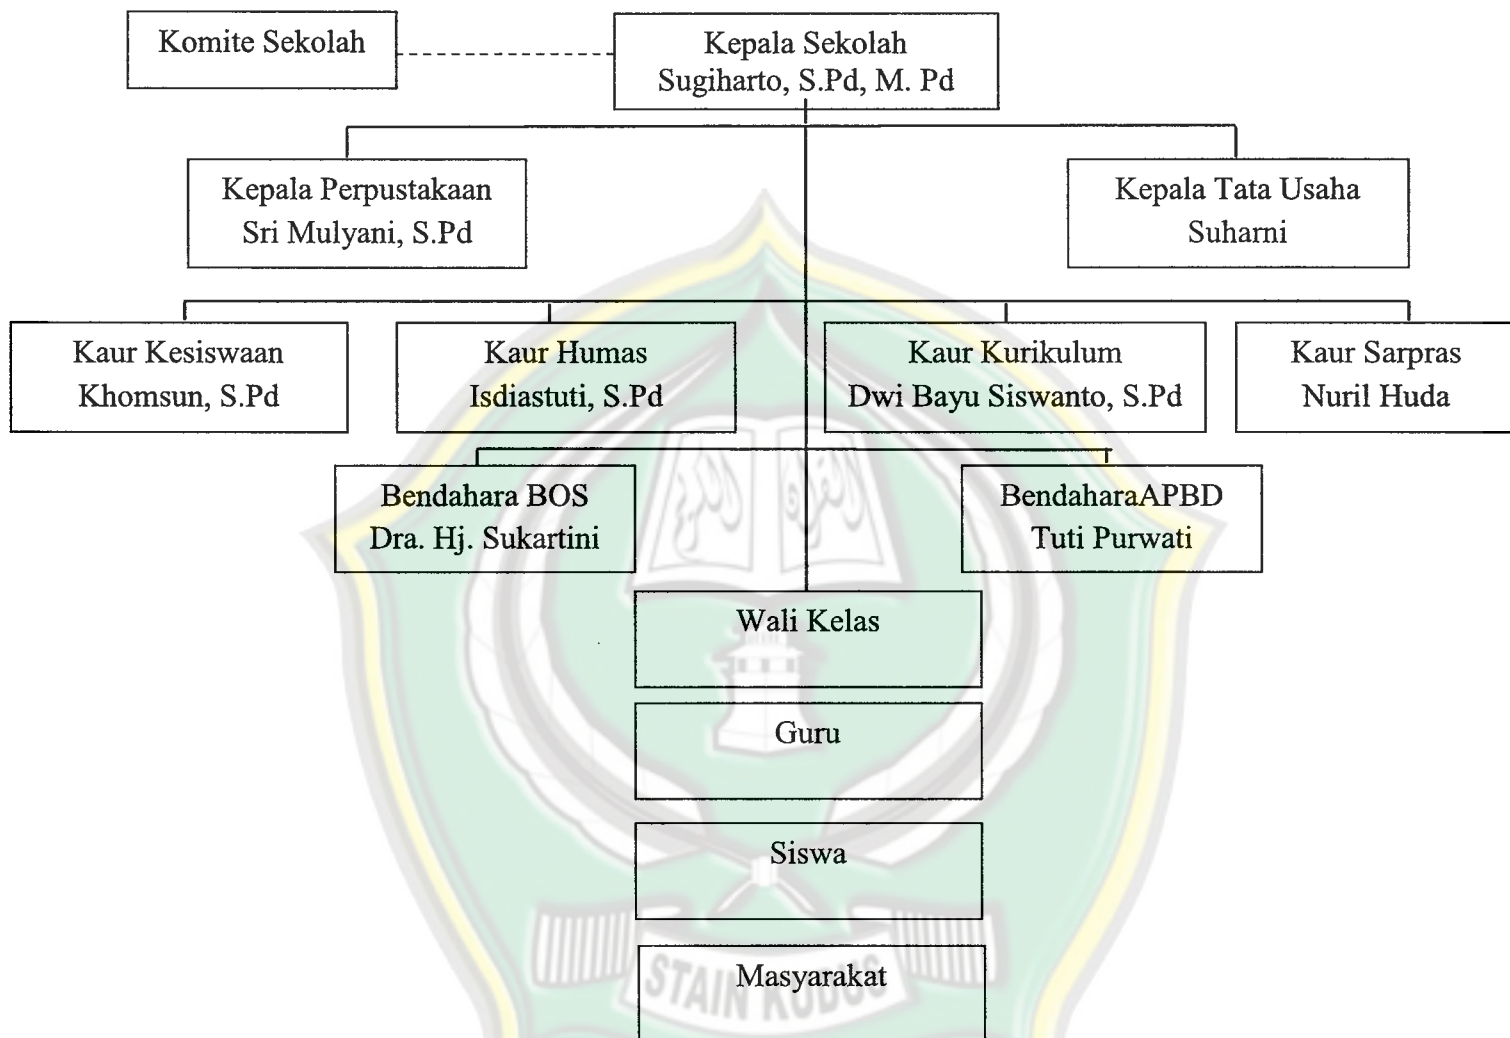 Komite Sekolah
Kepala Sekolah
Sugiharto, S.Pd, M. Pd
Kepala Perpustakaan
Sri Mulyani, S.Pd
Kepala Tata Usaha
Suharni
Kaur Kesiswaan
Khomsun, S.Pd
Kaur Humas
Isdiastuti, S.Pd
Kaur Kurikulum
Dwi Bayu Siswanto, S.Pd
Kaur Sarpras
Nuril Huda
Bendahara BOS
Dra. Hj. Sukartini
BendaharaAPBD
Tuti Purwati
Wali Kelas
Guru
Siswa
Masyarakat
STAIN KUDUS